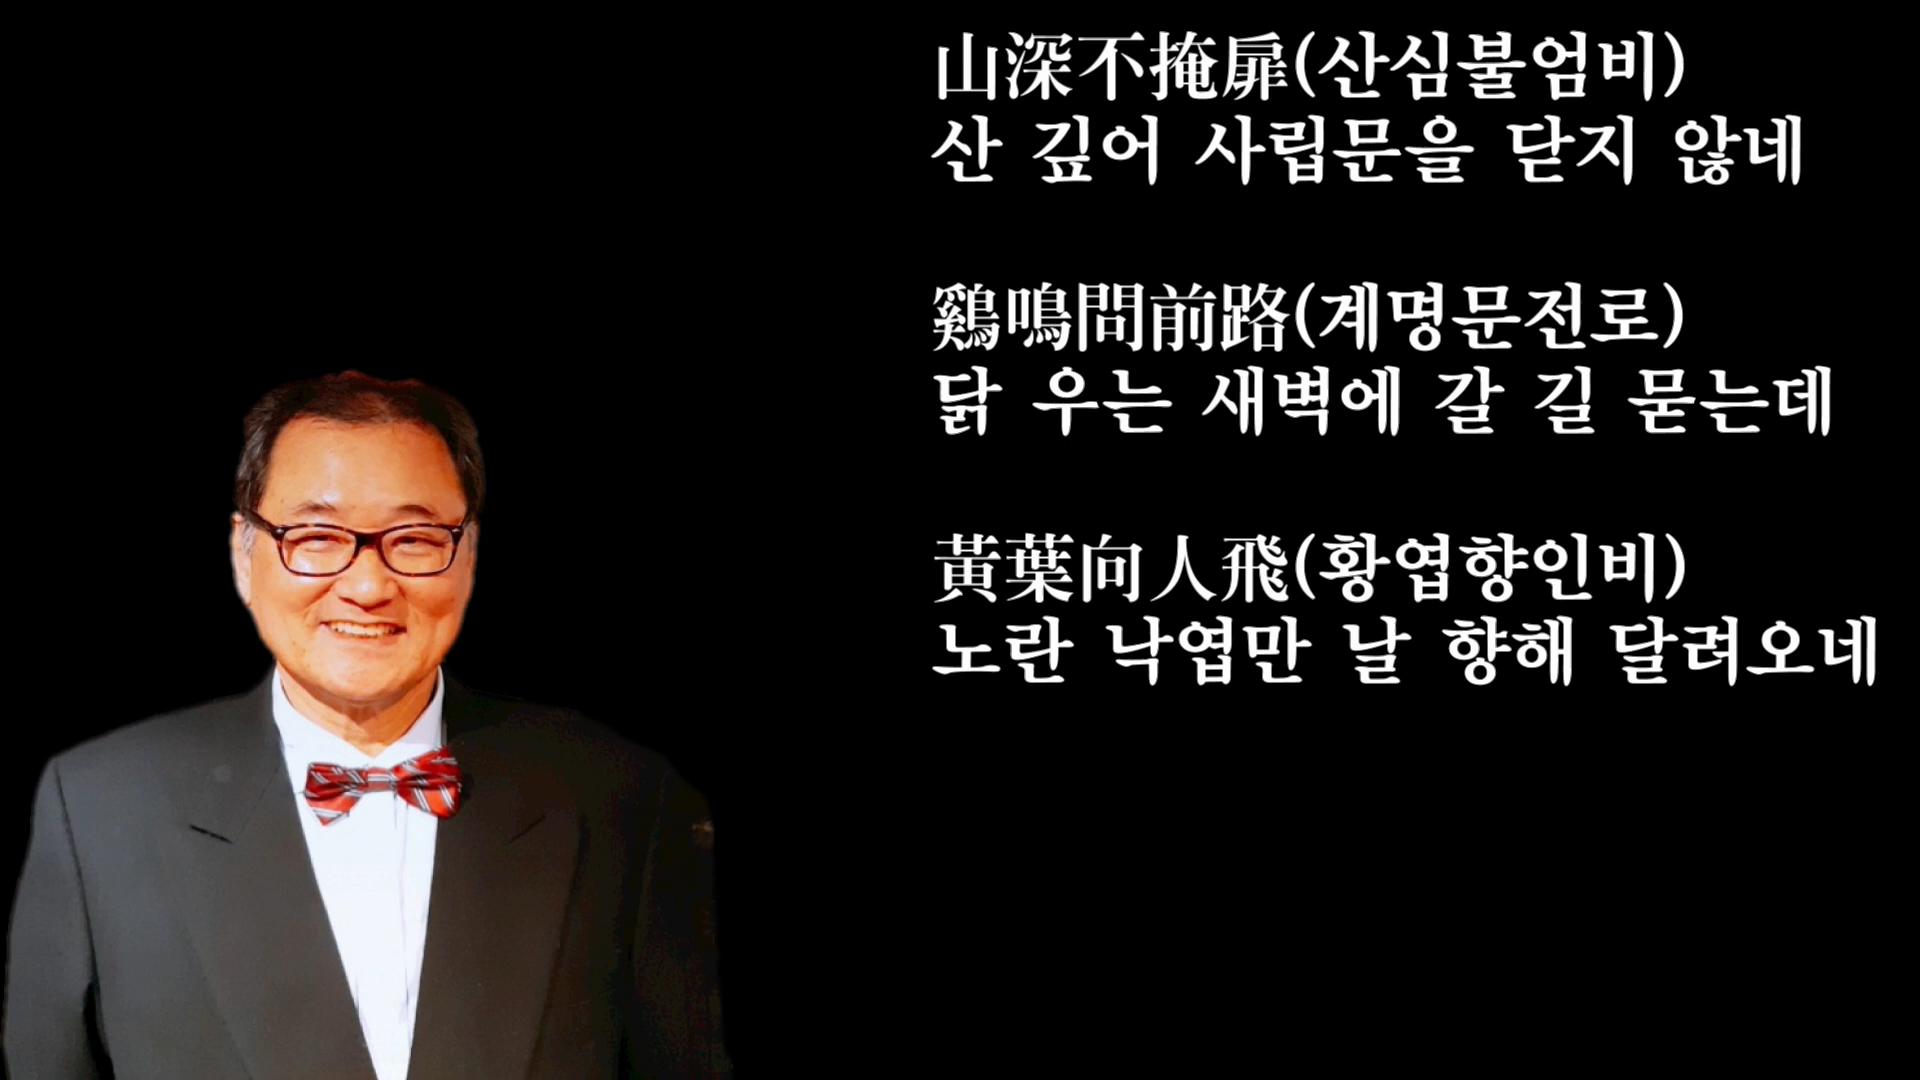 山深不掩扉(산심불엄비)
산 깊어 사립문을 닫지 않네
鷄鳴問前路(계명문전로)
닭 우는 새벽에 갈 길 묻는데
黃葉向人飛(황엽향인비)
노란 낙엽만 날 향해 달려오네